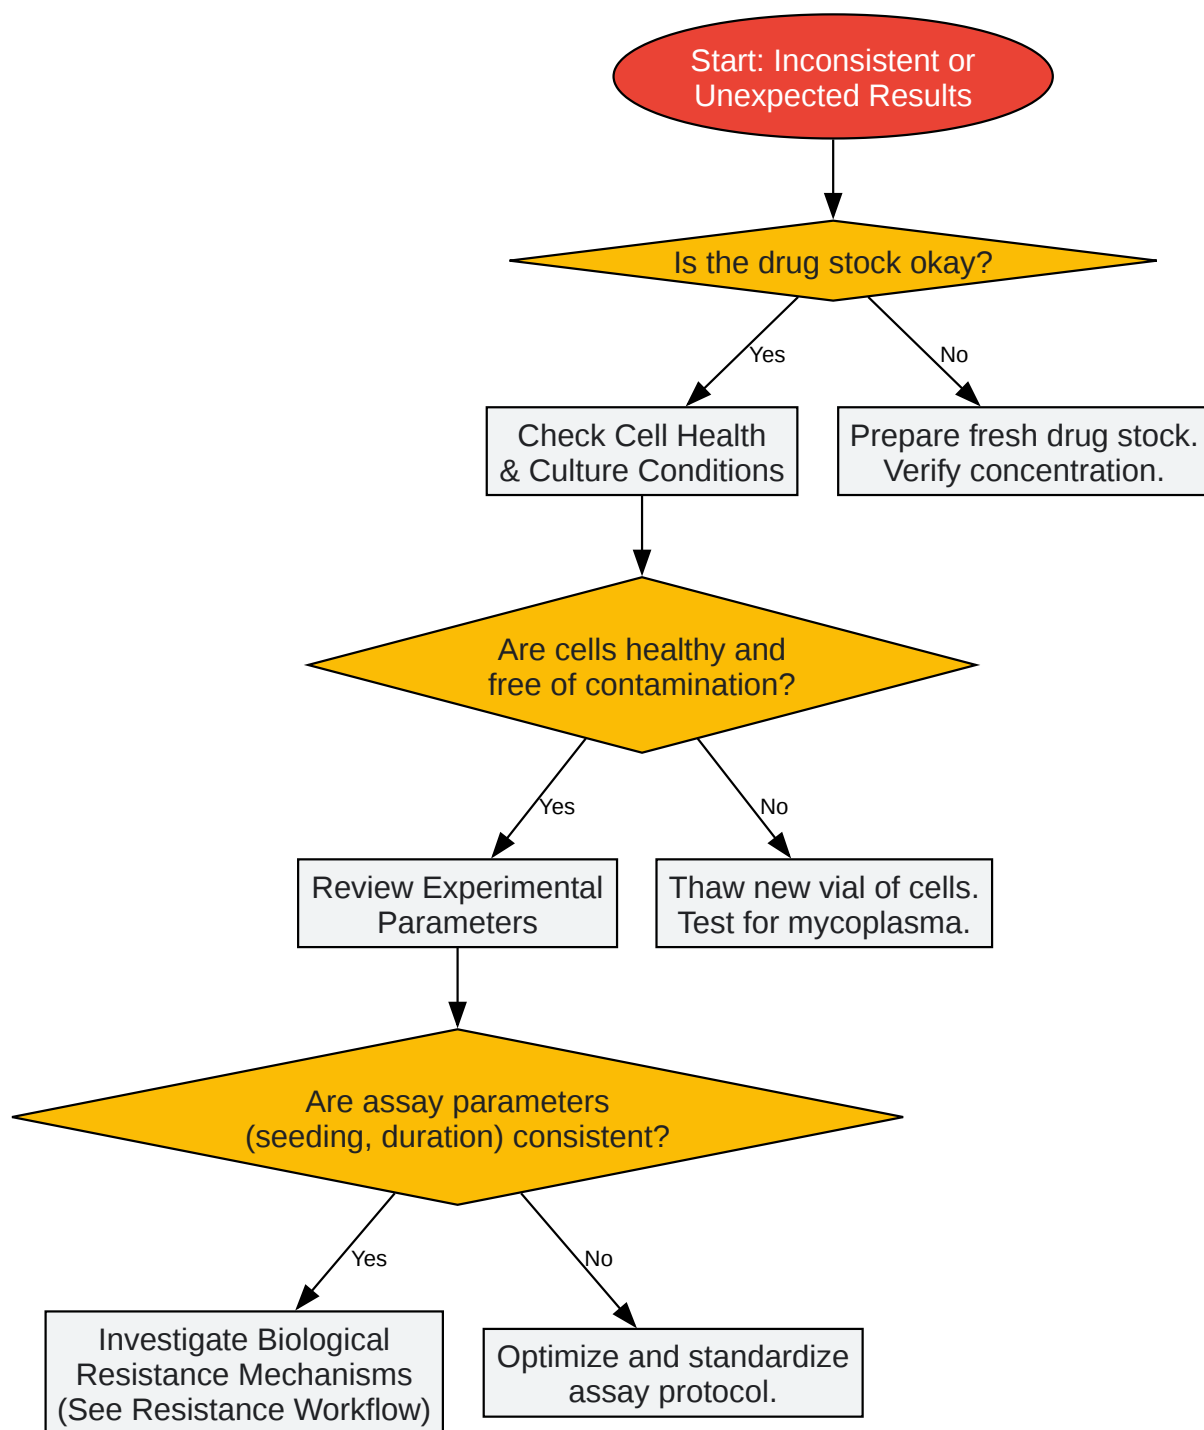 Start: Inconsistent or
Unexpected Results
Is the drug stock okay?
Yes
No
Check Cell Health
& Culture Conditions
Prepare fresh drug stock.
Verify concentration.
Are cells healthy and
free of contamination?
Yes
No
Review Experimental
Parameters
Thaw new vial of cells.
Test for mycoplasma.
Are assay parameters
(seeding, duration) consistent?
Yes
No
Investigate Biological
Resistance Mechanisms
(See Resistance Workflow)
Optimize and standardize
assay protocol.